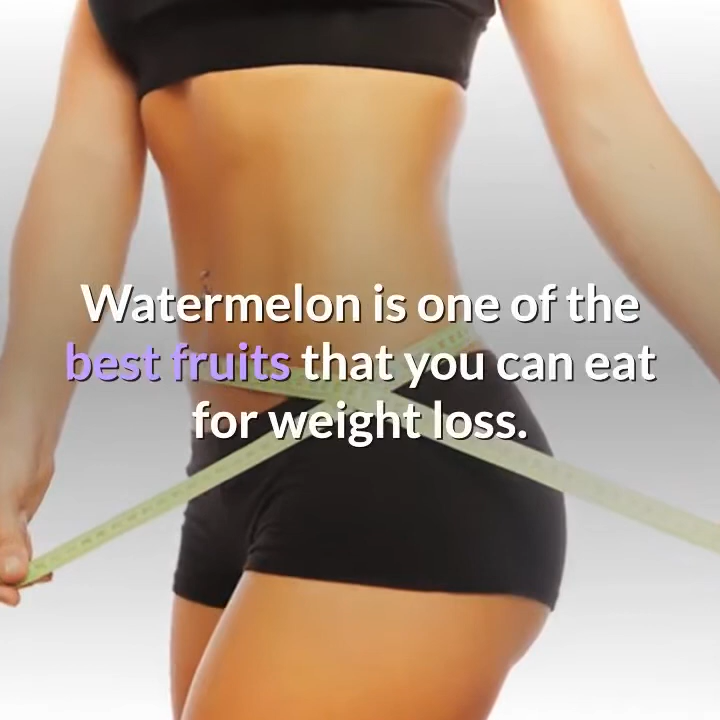 Watermelon is one of the
best fruits that you can eat
for weight loss.